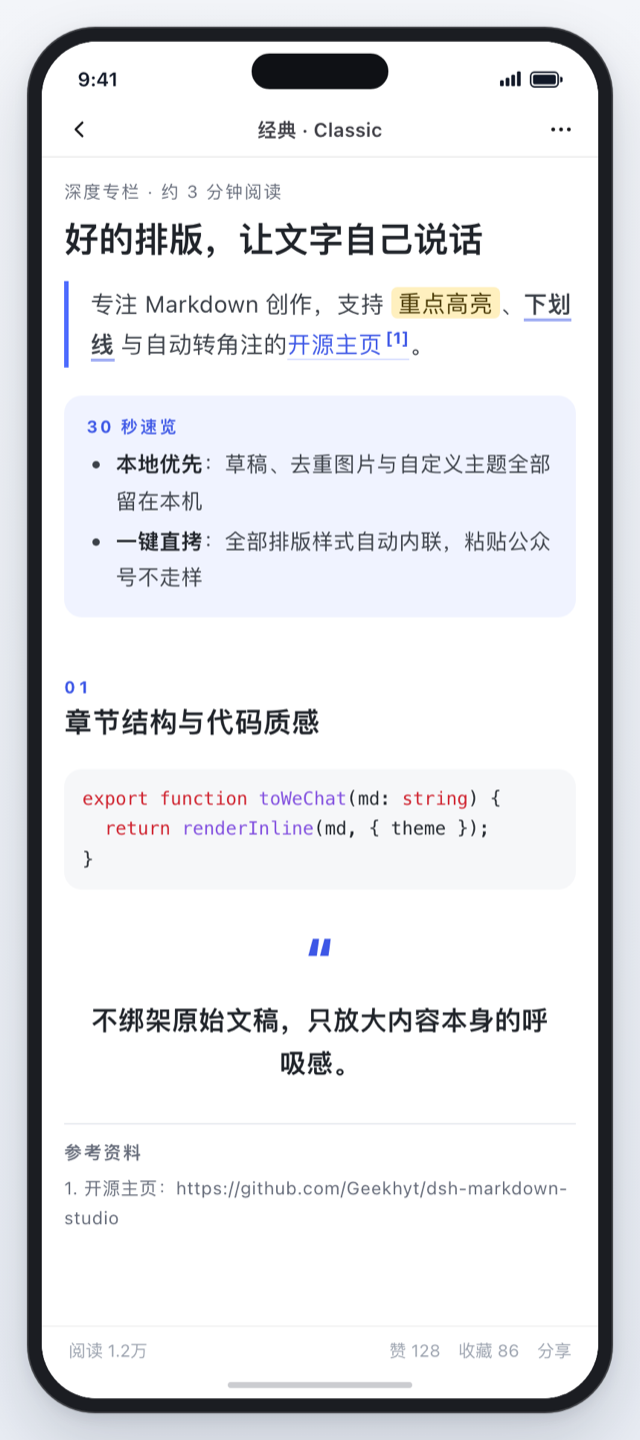 9:41
经典 · Classic
深度专栏 · 约 3 分钟阅读
好的排版，让文字自己说话
专注 Markdown 创作，支持 重点高亮、下划
线 与自动转角注的开源主页[1]。
30 秒速览
• 本地优先：草稿、去重图片与自定义主题全部
留在本机
• 一键直拷：全部排版样式自动内联，粘贴公众
号不走样
01
章节结构与代码质感
export function toWeChat(md: string) {
  return renderInline(md, { theme });
}
"
不绑架原始文稿，只放大内容本身的呼
吸感。
参考资料
1. 开源主页：https://github.com/Geekhyt/dsh-markdown-
studio
阅读 1.2万 赞 128 收藏 86 分享